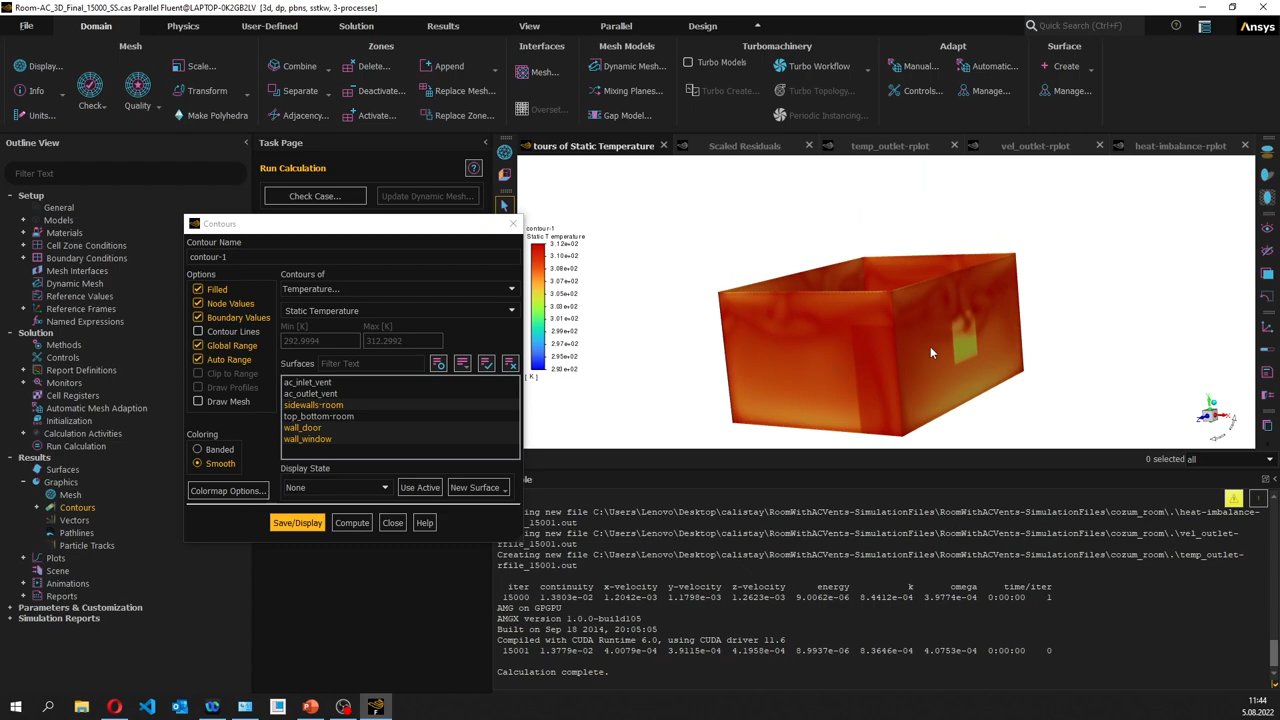 Room-AC_3D_Final_15000_SS.cas Parallel Fluent@LAPTOP-0K2GB2LV [3d, dp, pbns, sstkw, 3-processes]
File Domain Physics User-Defined Solution Results View Parallel Design Quick Search (Ctrl+F) Ansys
Mesh Zones Interfaces Mesh Models Turbomachinery Adapt Surface
Display... Scale... Combine Delete... Append Mesh... Dynamic Mesh... Turbo Models Turbo Workflow Manual... Automatic... Create
Info Check Quality Transform Separate Deactivate... Replace Mesh... Mixing Planes... Turbo Create... Turbo Topology... Controls... Manage... Manage...
Units... Make Polyhedra Adjacency... Activate... Replace Zone... Overset... Gap Model... Periodic Instancing...
Outline View Task Page
tours of Static Temperature Scaled Residuals temp_outlet-rplot vel_outlet-rplot heat-imbalance-rplot
Filter Text
Run Calculation
Check Case... Update Dynamic Mesh...
Setup
General
Models
Materials
Cell Zone Conditions
Boundary Conditions
Mesh Interfaces
Dynamic Mesh
Reference Values
Reference Frames
Named Expressions
Solution
Methods
Controls
Report Definitions
Monitors
Cell Registers
Automatic Mesh Adaption
Initialization
Calculation Activities
Run Calculation
Results
Surfaces
Graphics
Mesh
Contours
Vectors
Pathlines
Particle Tracks
Plots
Scene
Animations
Reports
Parameters & Customization
Simulation Reports
Contours
Contour Name
contour-1
Options
Filled
Node Values
Boundary Values
Contour Lines
Global Range
Auto Range
Clip to Range
Draw Profiles
Draw Mesh
Coloring
Banded
Smooth
Colormap Options...
Contours of
Temperature...
Static Temperature
Min [K] Max [K]
292.9994 312.2992
Surfaces Filter Text
ac_inlet_vent
ac_outlet_vent
sidewalls-room
top_bottom-room
wall_door
wall_window
Display State
None Use Active New Surface
Save/Display Compute Close Help
contour-1
Static Temperature
3.12e+02
3.10e+02
3.08e+02
3.06e+02
3.04e+02
3.03e+02
3.01e+02
2.99e+02
2.97e+02
2.95e+02
2.93e+02
[ K ]
0 selected all
le
reating new file C:\Users\Lenovo\Desktop\calistay\RoomWithACVents-SimulationFiles\RoomWithACVents-SimulationFiles\cozum_room\.\heat-imbalance-
_15001.out
reating new file C:\Users\Lenovo\Desktop\calistay\RoomWithACVents-SimulationFiles\RoomWithACVents-SimulationFiles\cozum_room\.\vel_outlet-
rfile_15001.out
Creating new file C:\Users\Lenovo\Desktop\calistay\RoomWithACVents-SimulationFiles\RoomWithACVents-SimulationFiles\cozum_room\.\temp_outlet-
rfile_15001.out
iter continuity x-velocity y-velocity z-velocity energy k omega time/iter
15000 1.3803e-02 1.2042e-03 1.1798e-03 1.2623e-03 9.0062e-06 8.4412e-04 3.9774e-04 0:00:00 1
AMG on GPGPU
AMGX version 1.0.0-build105
Built on Sep 18 2014, 20:05:05
Compiled with CUDA Runtime 6.0, using CUDA driver 11.6
15001 1.3779e-02 4.0079e-04 3.9115e-04 4.1958e-04 8.9937e-06 8.3646e-04 4.0753e-04 0:00:00 0
Calculation complete.
11:44
5.08.2022